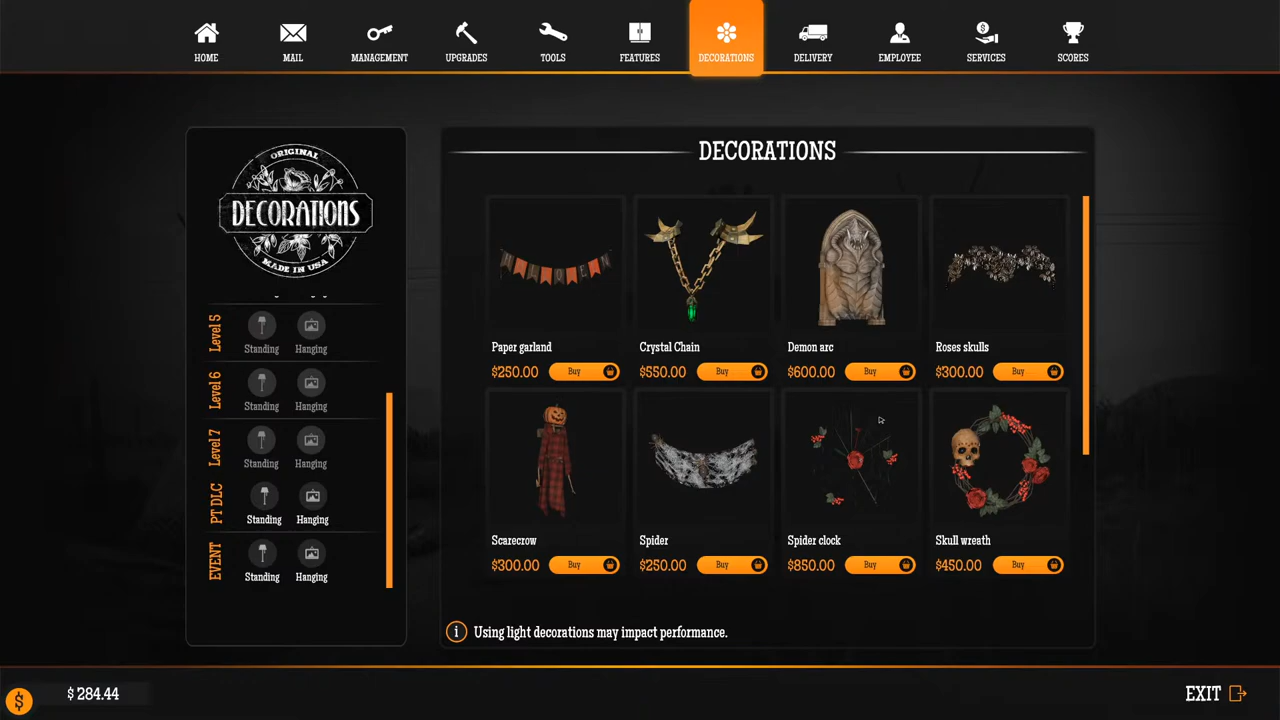 HOME
MAIL
MANAGEMENT
UPGRADES
TOOLS
FEATURES
DECORATIONS
DELIVERY
EMPLOYEE
SERVICES
SCORES
ORIGINAL
DECORATIONS
MADE IN USA
Level 5
Standing
Hanging
Level 6
Standing
Hanging
Level 7
Standing
Hanging
PT DLC
Standing
Hanging
EVENT
Standing
Hanging
DECORATIONS
Paper garland
$250.00
Buy
Crystal Chain
$550.00
Buy
Demon arc
$600.00
Buy
Roses skulls
$300.00
Buy
Scarecrow
$300.00
Buy
Spider
$250.00
Buy
Spider clock
$850.00
Buy
Skull wreath
$450.00
Buy
i Using light decorations may impact performance.
$ $ 284.44
EXIT